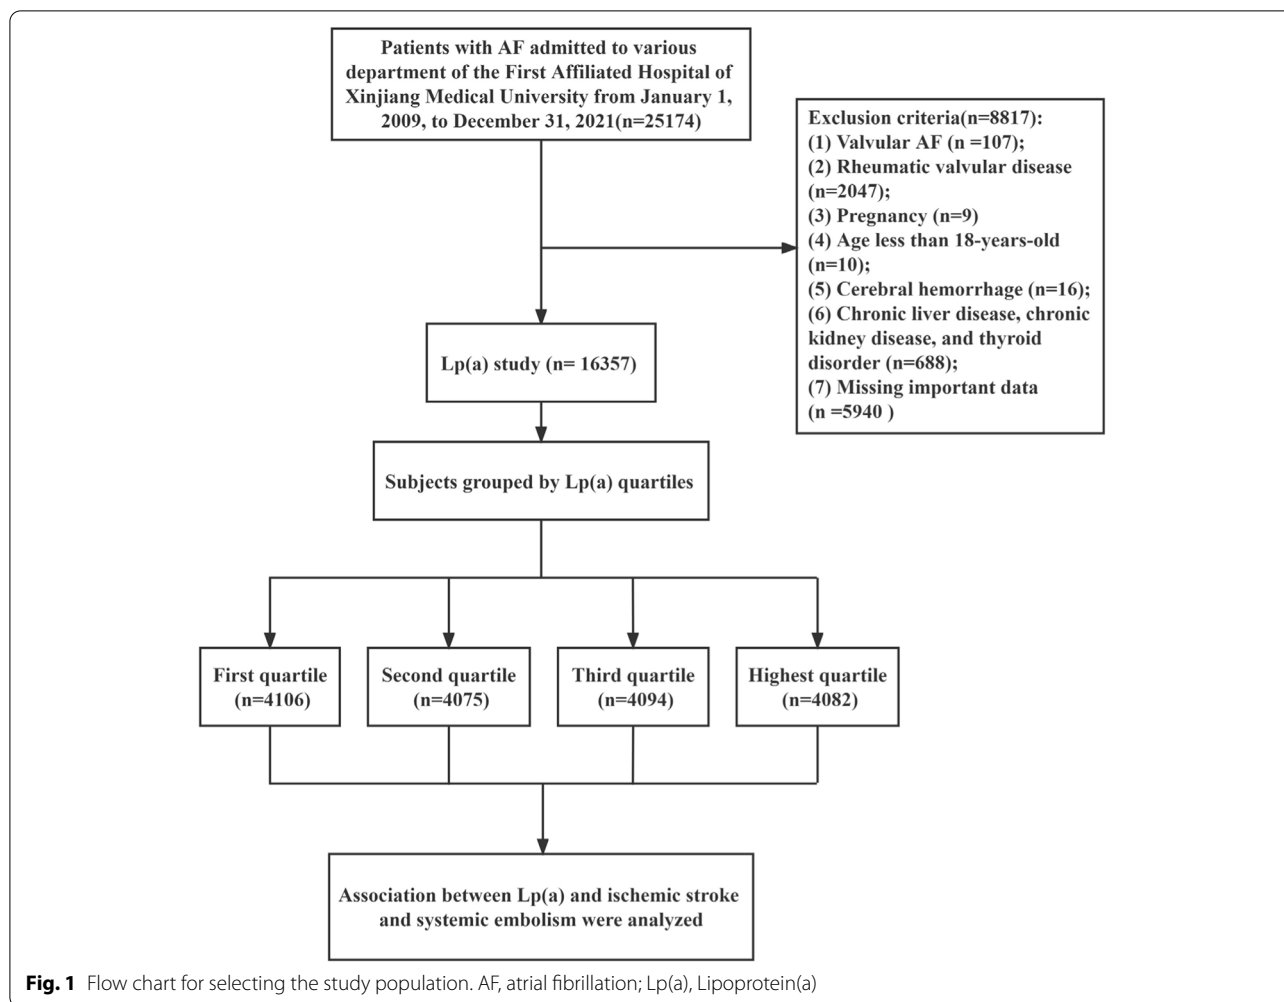 Patients with AF admitted to various
department of the First Affiliated Hospital of
Xinjiang Medical University from January 1,
2009, to December 31, 2021(n=25174)
Exclusion criteria(n=8817):
(1) Valvular AF (n =107);
(2) Rheumatic valvular disease
(n=2047);
(3) Pregnancy (n=9)
(4) Age less than 18-years-old
(n=10);
(5) Cerebral hemorrhage (n=16);
(6) Chronic liver disease, chronic
kidney disease, and thyroid
disorder (n=688);
(7) Missing important data
(n =5940 )
Lp(a) study (n= 16357)
Subjects grouped by Lp(a) quartiles
First quartile
(n=4106)
Second quartile
(n=4075)
Third quartile
(n=4094)
Highest quartile
(n=4082)
Association between Lp(a) and ischemic stroke
and systemic embolism were analyzed
Fig. 1 Flow chart for selecting the study population. AF, atrial fibrillation; Lp(a), Lipoprotein(a)